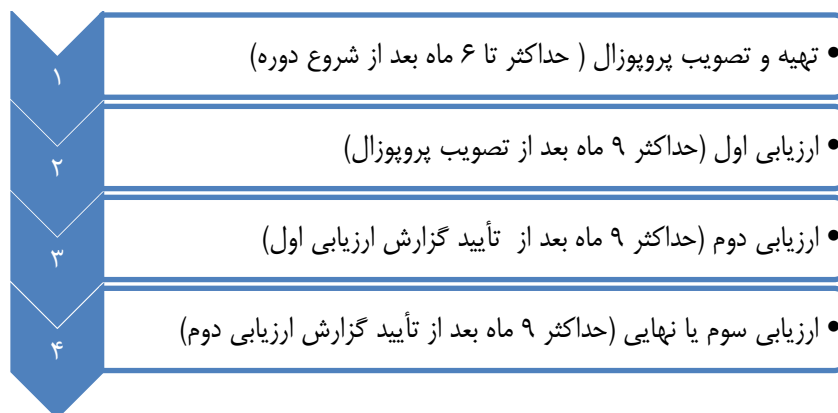 ۱
• تهیه و تصویب پروپوزال ( حداکثر تا ۶ ماه بعد از شروع دوره)
۲
• ارزیابی اول (حداکثر ۹ ماه بعد از تصویب پروپوزال)
۳
• ارزیابی دوم (حداکثر ۹ ماه بعد از تأیید گزارش ارزیابی اول)
۴
• ارزیابی سوم یا نهایی (حداکثر ۹ ماه بعد از تأیید گزارش ارزیابی دوم)